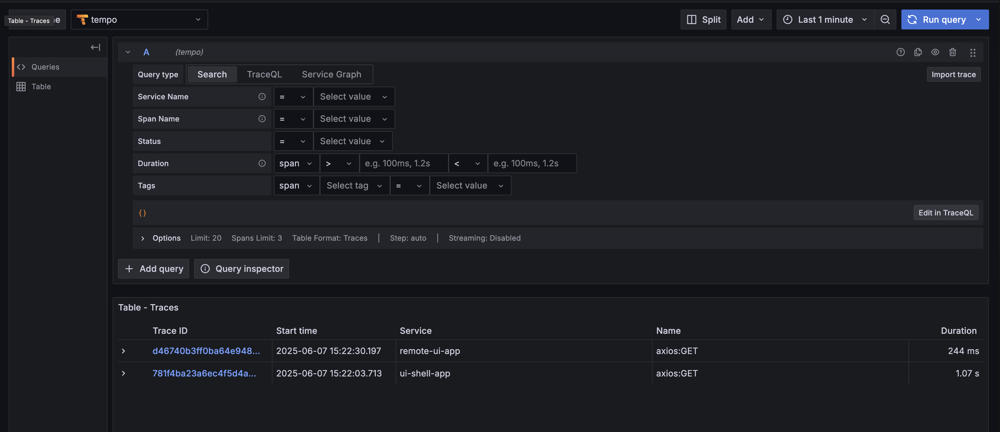 Table - Traces
tempo
Split
Add
Last 1 minute
Run query
Queries
Table
A (tempo)
Query type Search TraceQL Service Graph Import trace
Service Name = Select value
Span Name = Select value
Status = Select value
Duration span > e.g. 100ms, 1.2s < e.g. 100ms, 1.2s
Tags span Select tag = Select value
{} Edit in TraceQL
Options Limit: 20 Spans Limit: 3 Table Format: Traces | Step: auto | Streaming: Disabled
+ Add query Query inspector
Table - Traces
Trace ID Start time Service Name Duration
d46740b3ff0ba64e948... 2025-06-07 15:22:30.197 remote-ui-app axios:GET 244 ms
781f4ba23a6ec4f5d4a... 2025-06-07 15:22:03.713 ui-shell-app axios:GET 1.07 s